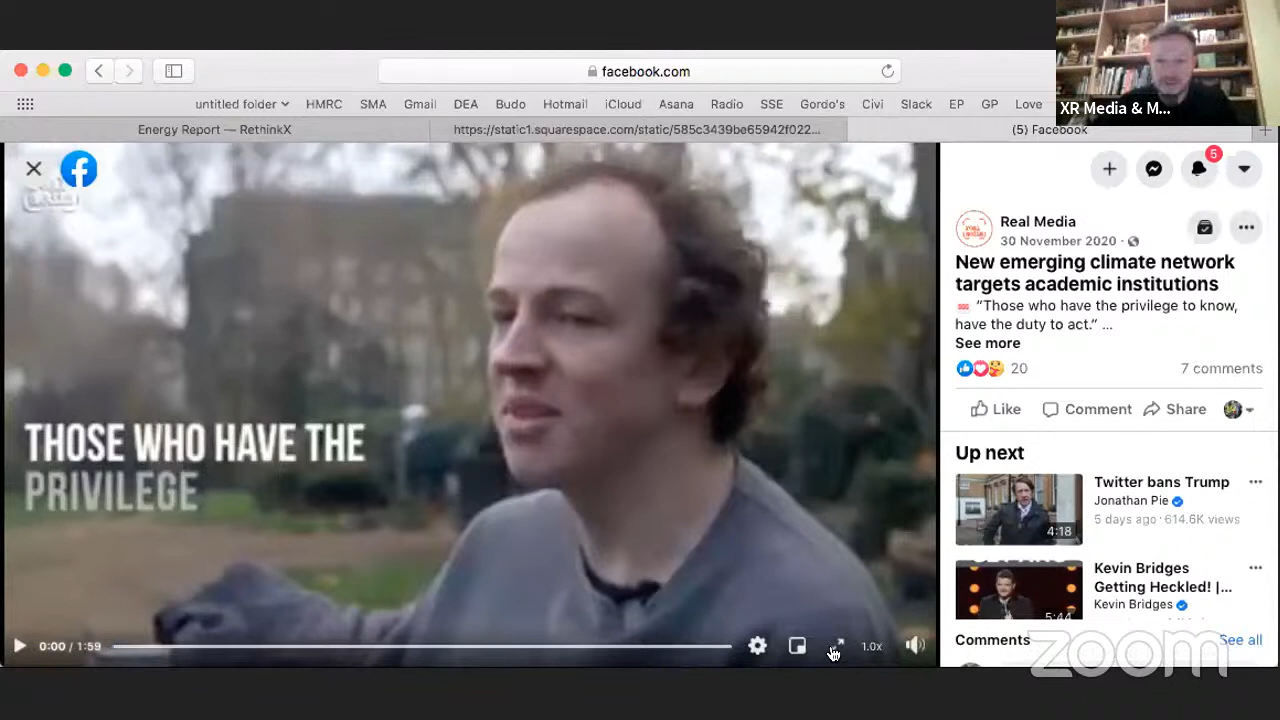 facebook.com
XR Media & M...
untitled folder HMRC SMA Gmail DEA Budo Hotmail iCloud Asana Radio SSE Gordo's Civi Slack EP GP Love
Energy Report — RethinkX
https://static1.squarespace.com/static/585c3439be65942f022...
(5) Facebook
5
Real Media
30 November 2020
New emerging climate network
targets academic institutions
“Those who have the privilege to know,
have the duty to act.” ...
See more
20
7 comments
Like Comment Share
THOSE WHO HAVE THE
PRIVILEGE
0:00 / 1:59
1.0x
Up next
Twitter bans Trump
Jonathan Pie
5 days ago · 614.6K views
4:18
Kevin Bridges
Getting Heckled! |...
Kevin Bridges
5:44
Comments
See all
zoom